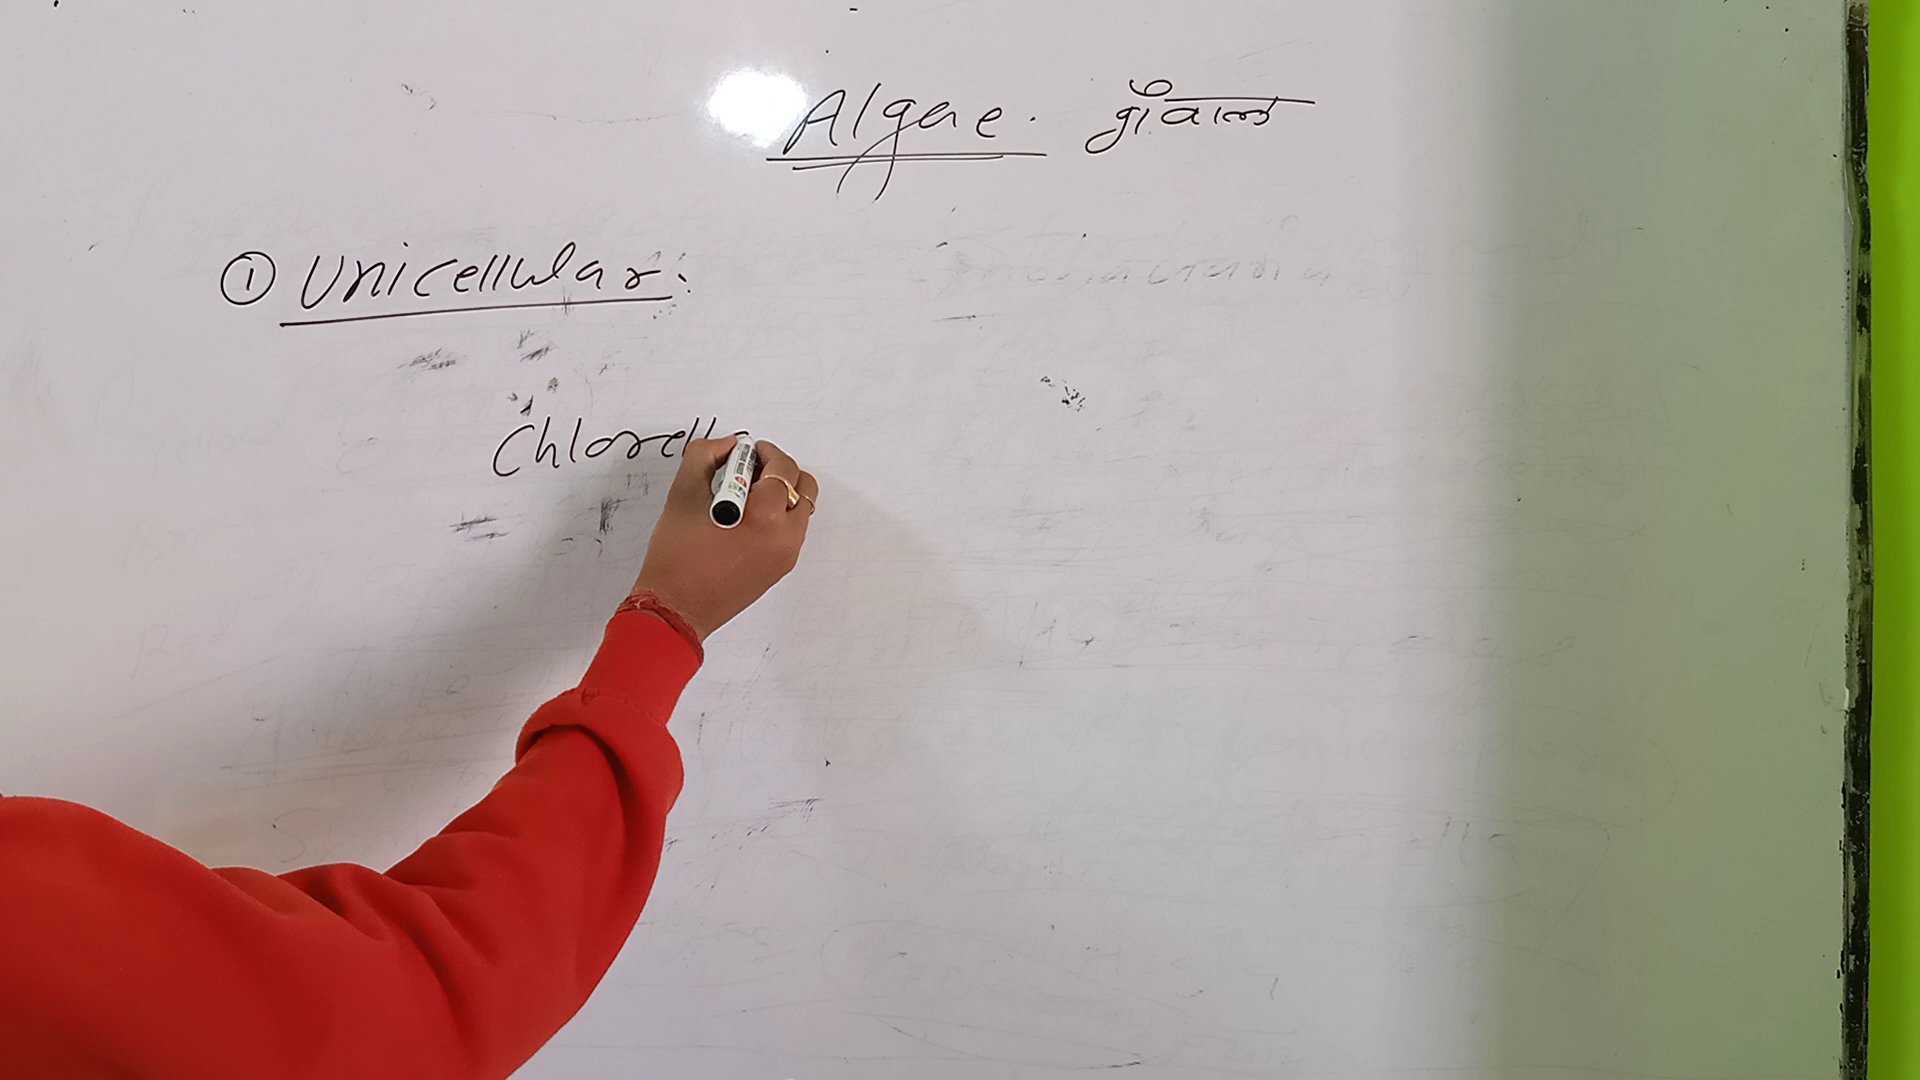 Algae. शैवाल
① Unicellular:
Chlorella